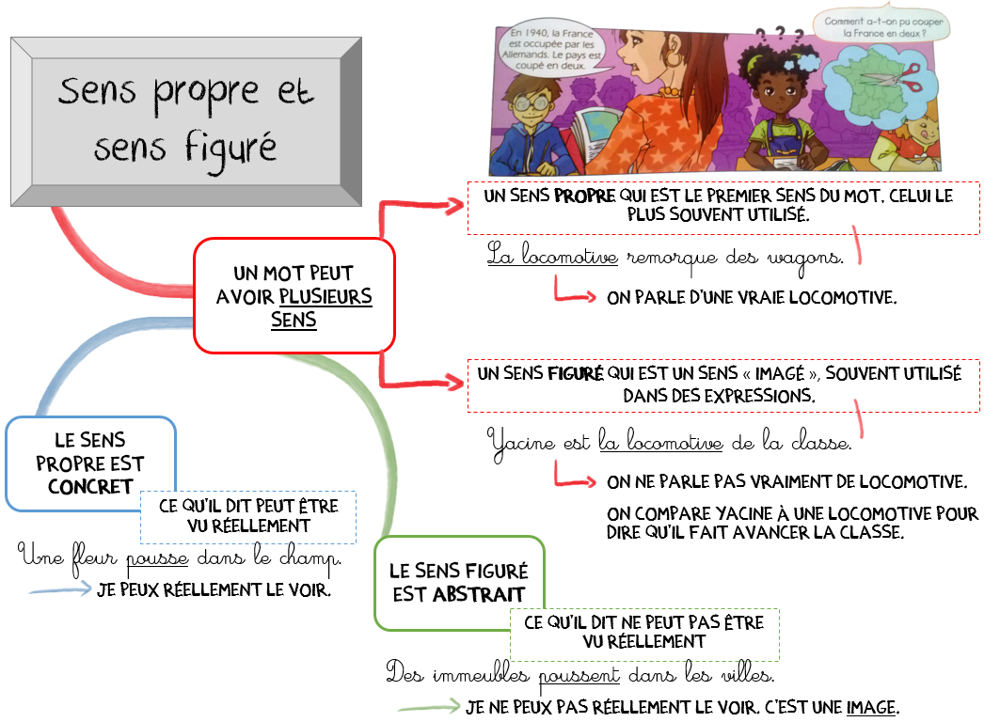 Sens propre et
sens figuré
En 1940, la France
est occupée par les
Allemands. Le pays est
coupé en deux.
? ? ?
Comment a-t-on pu couper
la France en deux ?
UN MOT PEUT
AVOIR PLUSIEURS
SENS
UN SENS PROPRE QUI EST LE PREMIER SENS DU MOT. CELUI LE
PLUS SOUVENT UTILISÉ.
La locomotive remorque des wagons.
ON PARLE D'UNE VRAIE LOCOMOTIVE.
UN SENS FIGURÉ QUI EST UN SENS « IMAGÉ », SOUVENT UTILISÉ
DANS DES EXPRESSIONS.
Yacine est la locomotive de la classe.
ON NE PARLE PAS VRAIMENT DE LOCOMOTIVE.
ON COMPARE YACINE À UNE LOCOMOTIVE POUR
DIRE QU'IL FAIT AVANCER LA CLASSE.
LE SENS
PROPRE EST
CONCRET
CE QU'IL DIT PEUT ÊTRE
VU RÉELLEMENT
Une fleur pousse dans le champ.
JE PEUX RÉELLEMENT LE VOIR.
LE SENS FIGURÉ
EST ABSTRAIT
CE QU'IL DIT NE PEUT PAS ÊTRE
VU RÉELLEMENT
Des immeubles poussent dans les villes.
JE NE PEUX PAS RÉELLEMENT LE VOIR. C'EST UNE IMAGE.